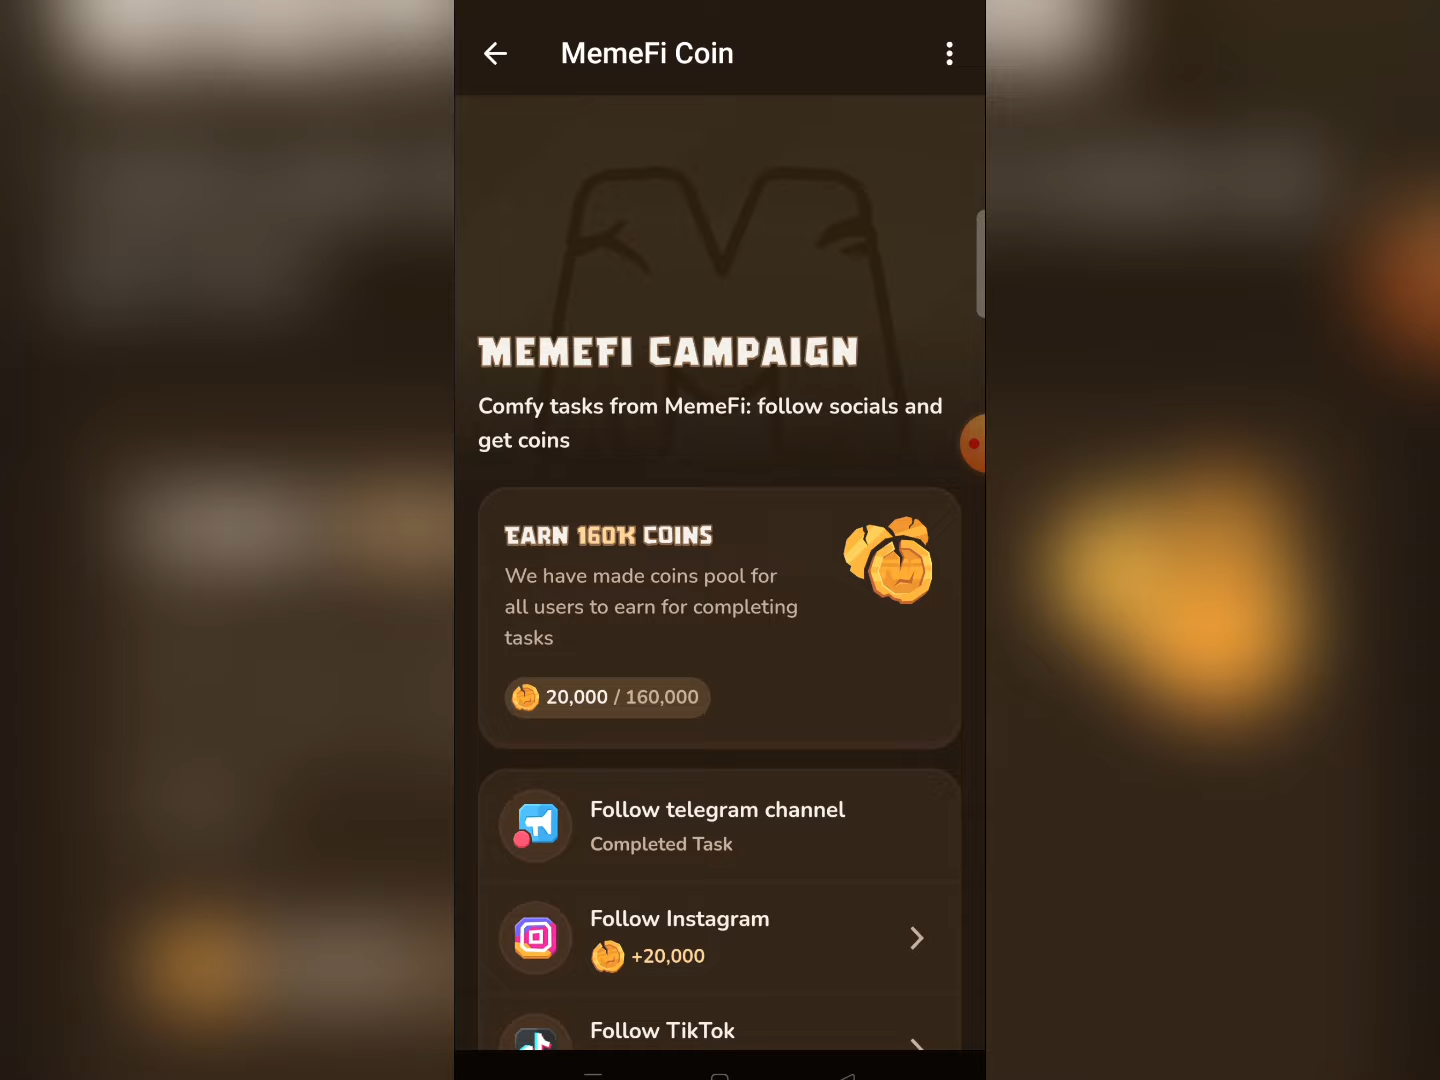 MemeFi Coin
MEMEFI CAMPAIGN
Comfy tasks from MemeFi: follow socials and
get coins
EARN 160K COINS
We have made coins pool for
all users to earn for completing
tasks
20,000 / 160,000
Follow telegram channel
Completed Task
Follow Instagram
+20,000
Follow TikTok